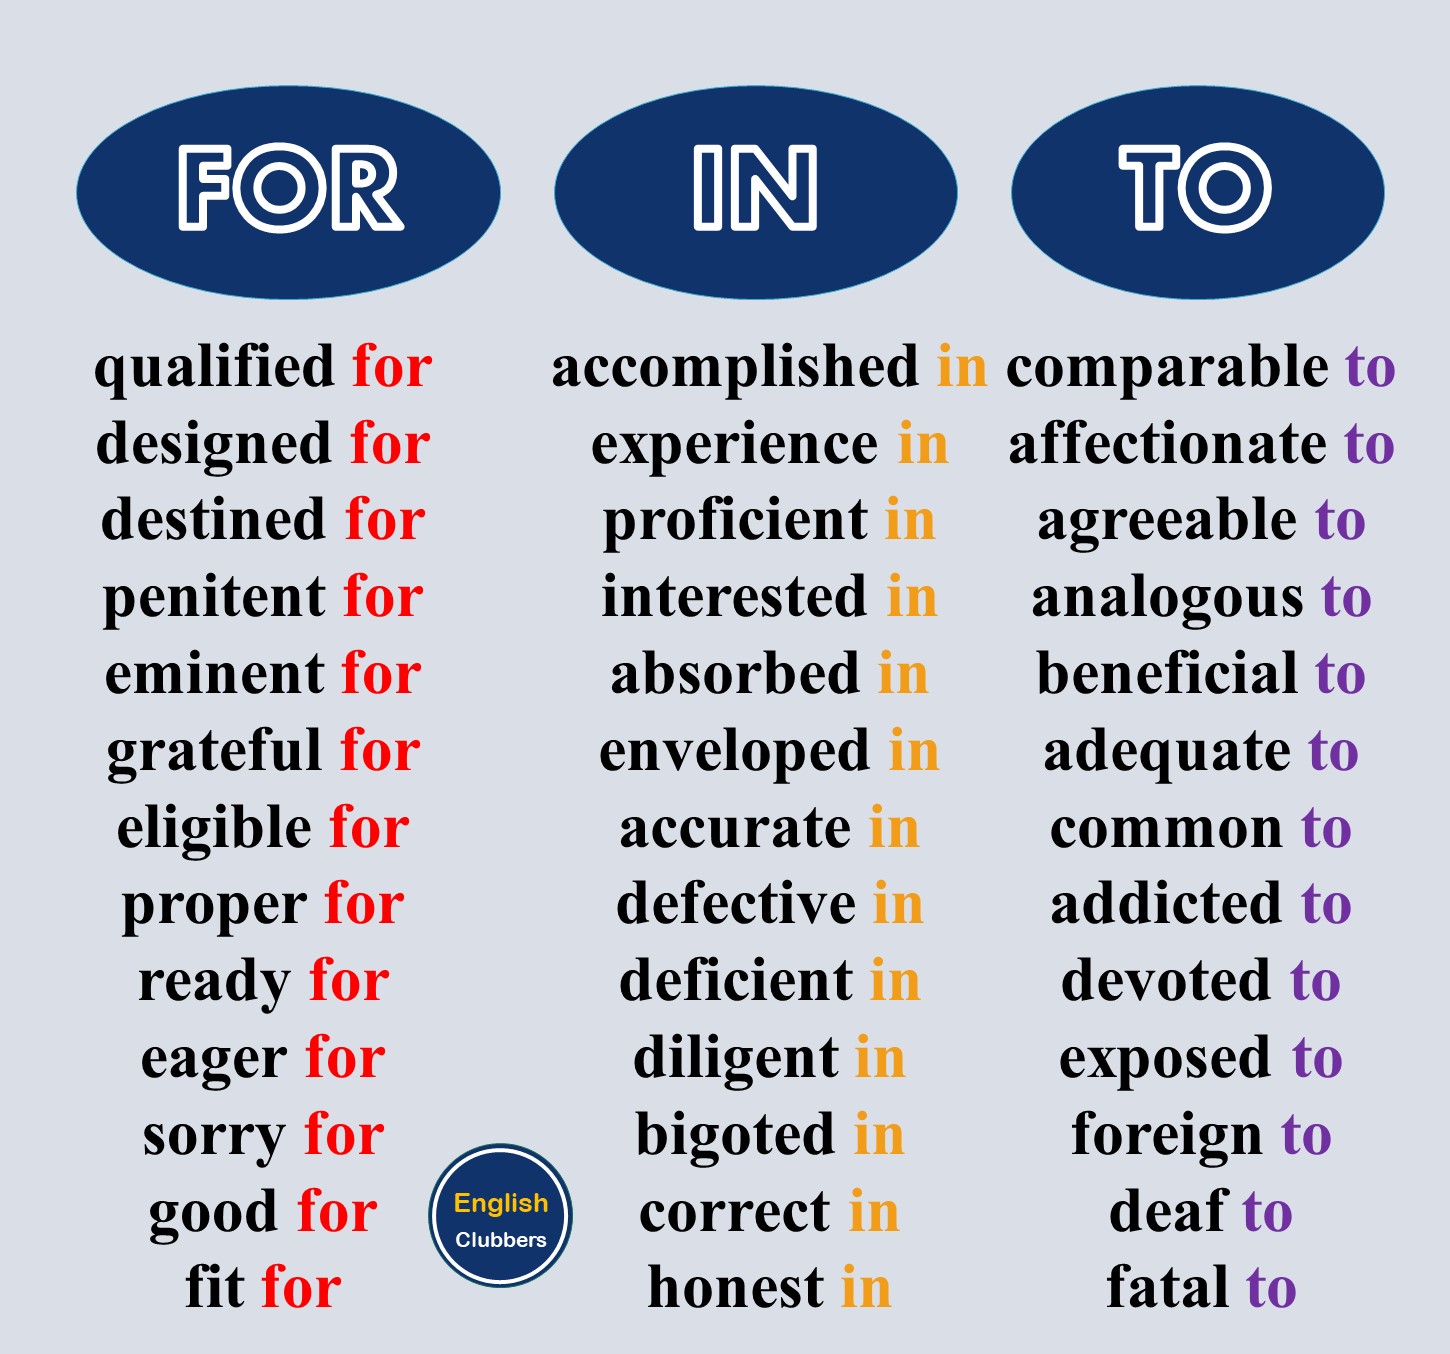 FOR
qualified for
designed for
destined for
penitent for
eminent for
grateful for
eligible for
proper for
ready for
eager for
sorry for
good for
fit for
IN
accomplished in
experience in
proficient in
interested in
absorbed in
enveloped in
accurate in
defective in
deficient in
diligent in
bigoted in
correct in
honest in
TO
comparable to
affectionate to
agreeable to
analogous to
beneficial to
adequate to
common to
addicted to
devoted to
exposed to
foreign to
deaf to
fatal to
English
Clubbers